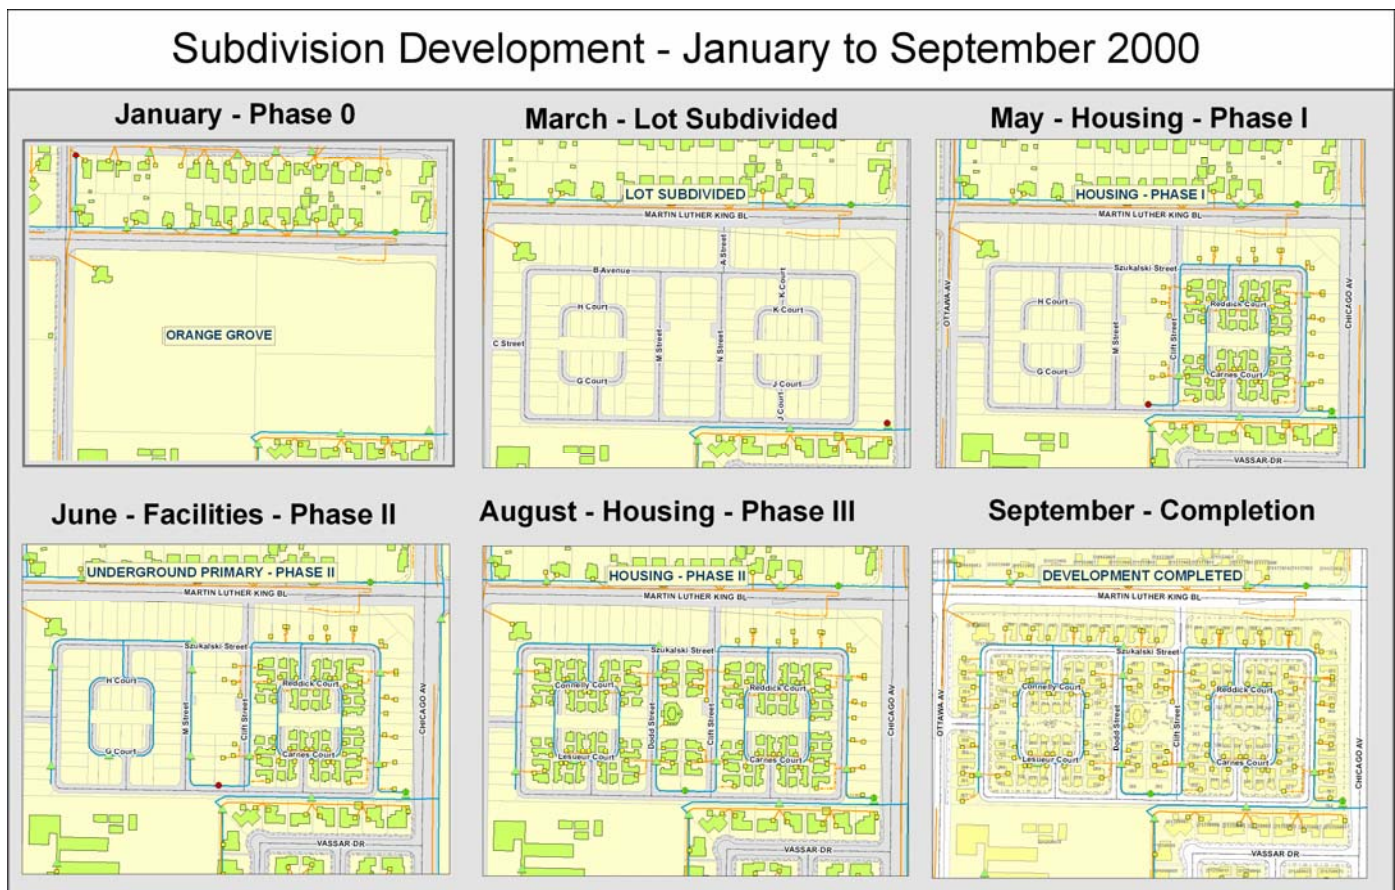 Subdivision Development - January to September 2000
January - Phase 0
March - Lot Subdivided
May - Housing - Phase I
ORANGE GROVE
LOT SUBDIVIDED
MARTIN LUTHER KING BL
A Street
B Avenue
K Court
H Court
K Court
C Street
M Street
N Street
G Court
J Court
J Court
HOUSING - PHASE I
MARTIN LUTHER KING BL
Szukalski Street
OTTAWA AV
CHICAGO AV
H Court
Reddick Court
M Street
Clift Street
G Court
Carnes Court
VASSAR DR
June - Facilities - Phase II
August - Housing - Phase III
September - Completion
UNDERGROUND PRIMARY - PHASE II
MARTIN LUTHER KING BL
Szukalski Street
H Court
Reddick Court
M Street
Clift Street
CHICAGO AV
G Court
Carnes Court
VASSAR DR
HOUSING - PHASE II
MARTIN LUTHER KING BL
Szukalski Street
Connelly Court
Reddick Court
Dodd Street
Clift Street
CHICAGO AV
Lesueur Court
Carnes Court
VASSAR DR
DEVELOPMENT COMPLETED
MARTIN LUTHER KING BL
Szukalski Street
OTTAWA AV
Connelly Court
Reddick Court
Dodd Street
Clift Street
Lesueur Court
Carnes Court
CHICAGO AV
VASSAR DR